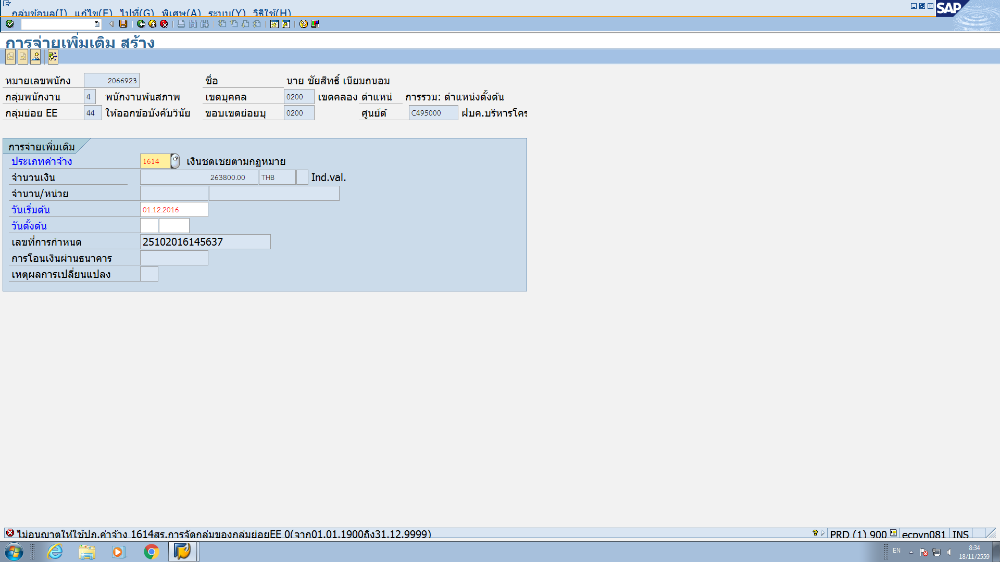 กลุ่มข้อมูล(I) แก้ไข(E) ไปที่(G) พิเศษ(A) ระบบ(Y) วิธีใช้(H)
SAP
การจ่ายเพิ่มเติม สร้าง
หมายเลขพนักง 2066923 ชื่อ นาย ชัยสิทธิ์ เนียมถนอม
กลุ่มพนักงาน 4 พนักงานพ้นสภาพ เขตบุคคล 0200 เขตคลอง ตำแหน่ การรวม: ตำแหน่งตั้งต้น
กลุ่มย่อย EE 44 ให้ออกข้อบังคับวินัย ขอบเขตย่อยบุ 0200 ศูนย์ต้ C495000 ฝบค.บริหารโคร
การจ่ายเพิ่มเติม
ประเภทค่าจ้าง 1614 เงินชดเชยตามกฎหมาย
จำนวนเงิน 263800.00 THB Ind.val.
จำนวน/หน่วย
วันเริ่มต้น 01.12.2016
วันตั้งต้น
เลขที่การกำหนด 25102016145637
การโอนเงินผ่านธนาคาร
เหตุผลการเปลี่ยนแปลง
ไม่อนุญาตให้ใช้ปภ.ค่าจ้าง 1614สร.การจัดกลุ่มของกลุ่มย่อยEE 0(จาก01.01.1900ถึง31.12.9999) PRD (1) 900 ecpvn081 INS
EN 8:34
18/11/2559